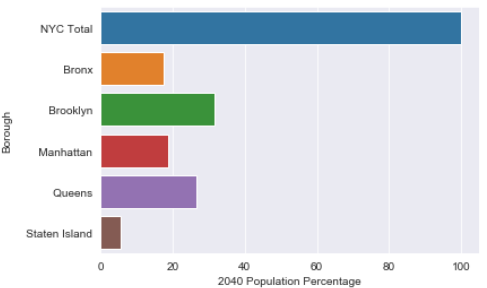 NYC Total
Bronx
Brooklyn
Manhattan
Queens
Staten Island
Borough
0 20 40 60 80 100
2040 Population Percentage